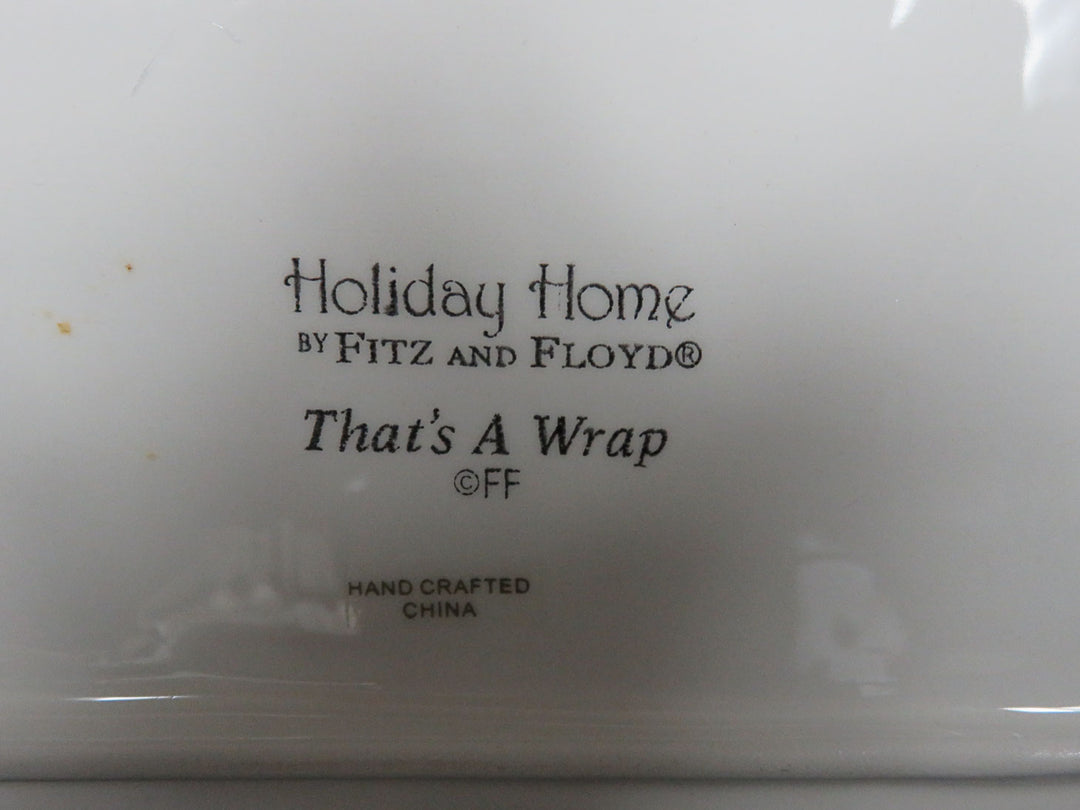 Holiday Home
BY FITZ AND FLOYD®
That's A Wrap
©FF
HAND CRAFTED
CHINA